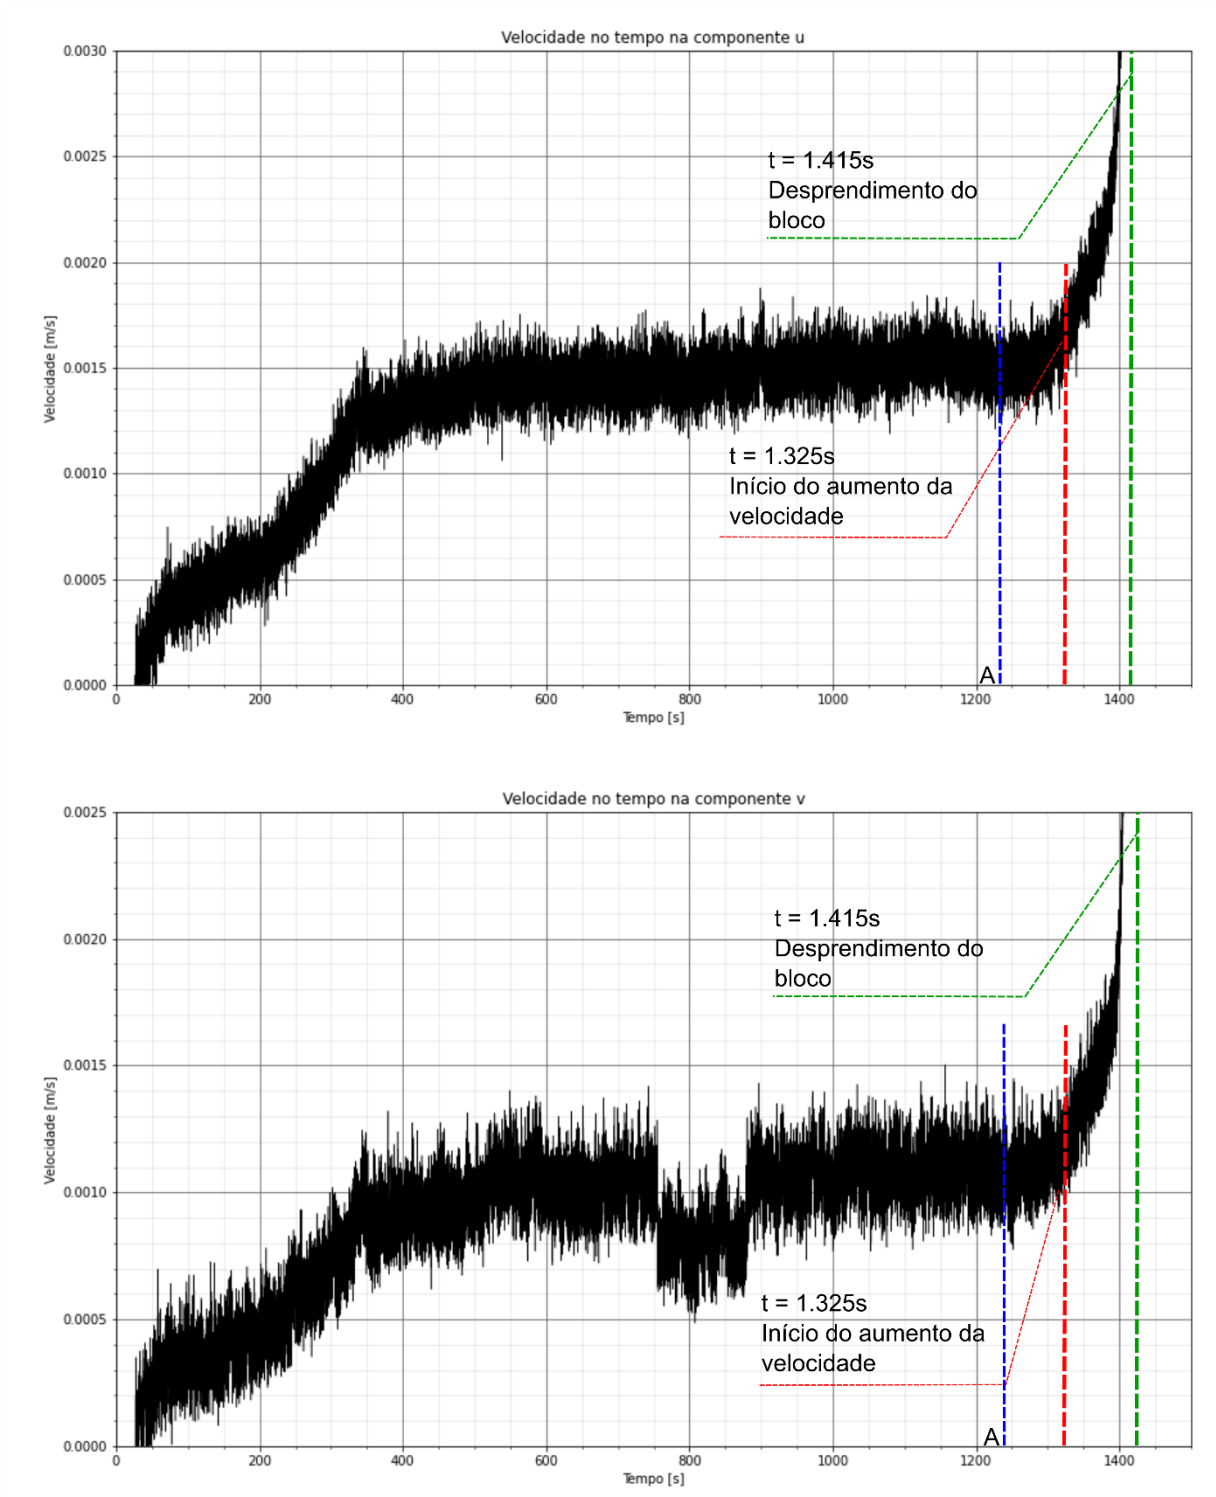 Velocidade no tempo na componente u
0.0030
0.0025
0.0020
0.0015
0.0010
0.0005
0.0000
Velocidade [m/s]
t = 1.415s
Desprendimento do
bloco
t = 1.325s
Início do aumento da
velocidade
A
0 200 400 600 800 1000 1200 1400
Tempo [s]
Velocidade no tempo na componente v
0.0025
0.0020
0.0015
0.0010
0.0005
0.0000
Velocidade [m/s]
t = 1.415s
Desprendimento do
bloco
t = 1.325s
Início do aumento da
velocidade
A
0 200 400 600 800 1000 1200 1400
Tempo [s]